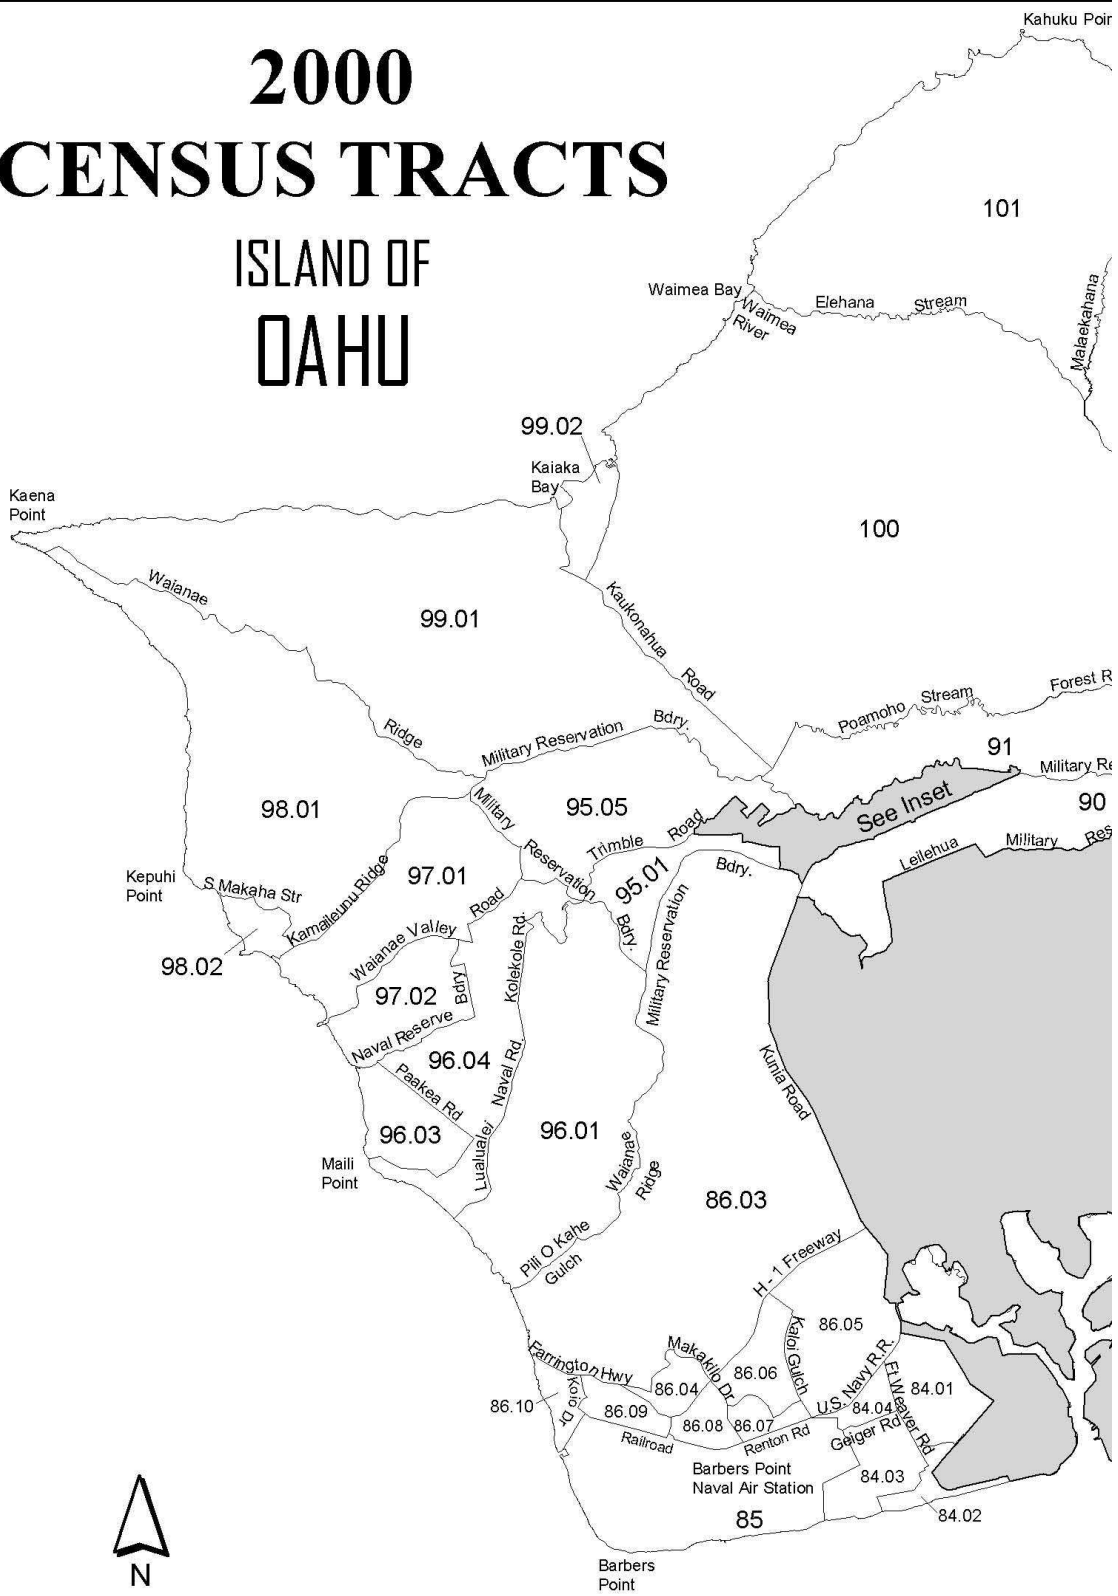 2000
CENSUS TRACTS
ISLAND OF
OAHU
Kahuku Poin
101
Malaekahana
Waimea Bay
Waimea
River
Elehana
Stream
99.02
Kaiaka
Bay
Kaena
Point
100
Waianae
Ridge
99.01
Kaukonahua
Road
Poamoho
Stream
Forest R
Military Reservation
Bdry.
91
Military Re
90
See Inset
98.01
95.05
Military
Reservation
Bdry.
Trimble
Road
Leilehua
Military
Res
Kepuhi
Point
S Makaha Str
Kamaileunu Ridge
97.01
95.01
Bdry.
Military Reservation
98.02
Waianae Valley
Road
Kolekole Rd.
97.02
Bdry
Naval Reserve
96.04
Paakea Rd
Naval Rd.
Lualualei
96.03
96.01
Kunia Road
Maili
Point
Waianae
Ridge
86.03
Pili O Kahe
Gulch
H - 1 Freeway
86.05
Farrington Hwy
Makakilo Dr
Kaloi Gulch
U.S. Navy R.R.
86.06
86.04
84.01
Ft Weaver Rd
86.10
Kolo Dr
86.09
86.08
86.07
84.04
Geiger Rd
Railroad
Renton Rd
Barbers Point
Naval Air Station
84.03
85
84.02
N
Barbers
Point